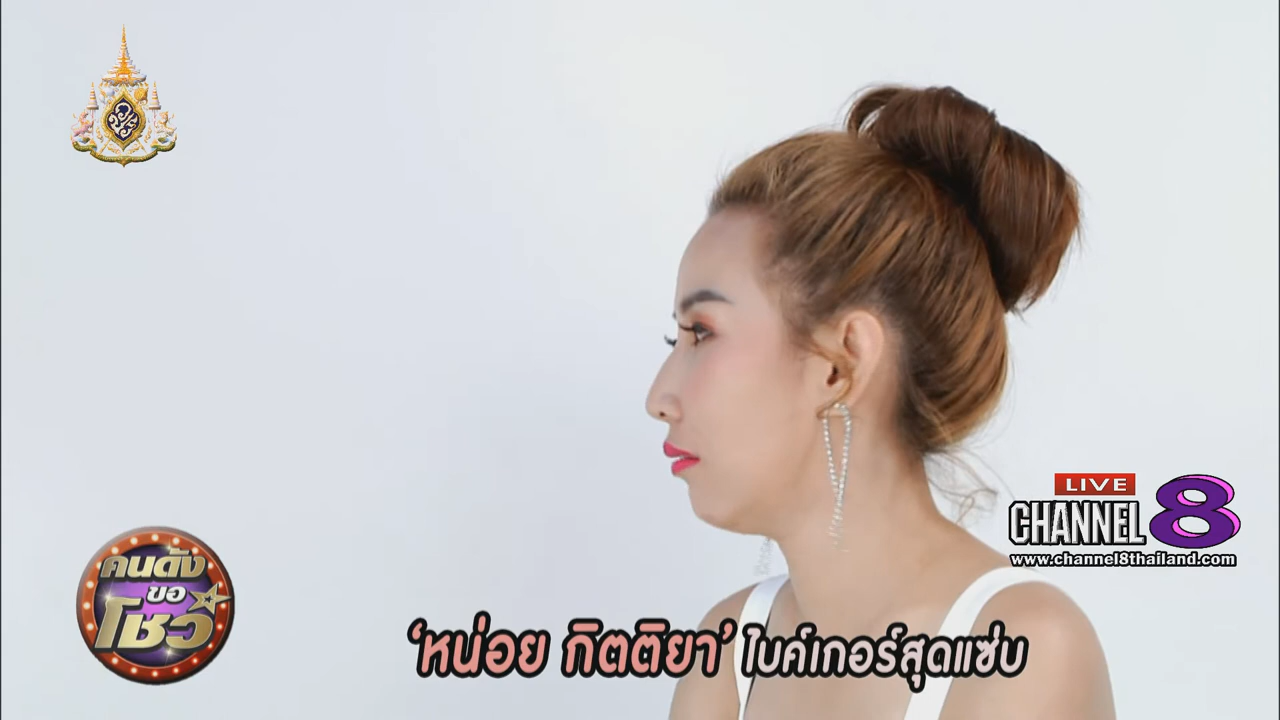 LIVE
CHANNEL 8
www.channel8thailand.com
คนดัง
ขอ
โชว์
‘หน่อย กิตติยา’ ไบค์เกอร์สุดแซ่บ